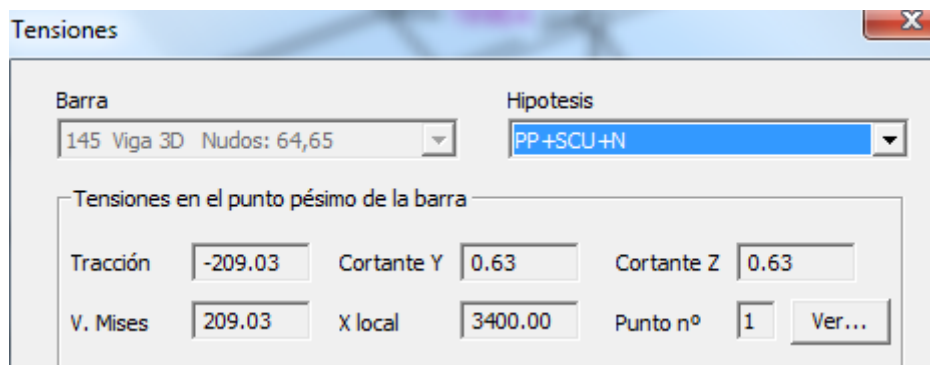 Tensiones
Barra Hipotesis
145 Viga 3D Nudos: 64,65 PP+SCU+N
Tensiones en el punto pésimo de la barra
Tracción -209.03 Cortante Y 0.63 Cortante Z 0.63
V. Mises 209.03 X local 3400.00 Punto nº 1 Ver...